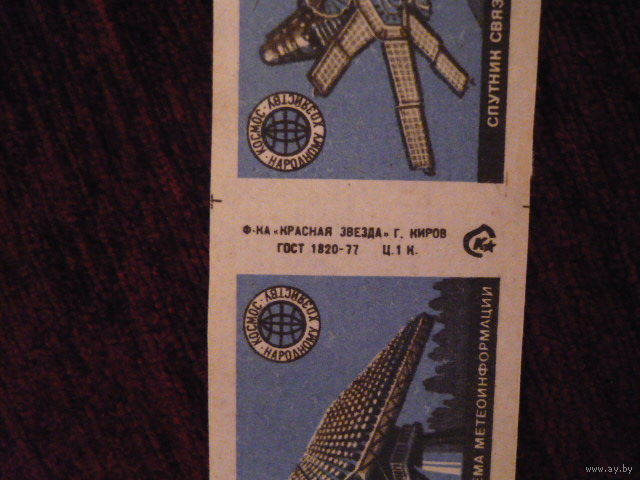 СПУТНИК СВЯЗ
КОСМОС - НАРОДНОМУ ХОЗЯЙСТВУ
Ф-КА «КРАСНАЯ ЗВЕЗДА» Г. КИРОВ
ГОСТ 1820-77 Ц. 1 К.
К
КОСМОС - НАРОДНОМУ ХОЗЯЙСТВУ
ЕМА МЕТЕОИНФОРМАЦИИ
www.ay.by